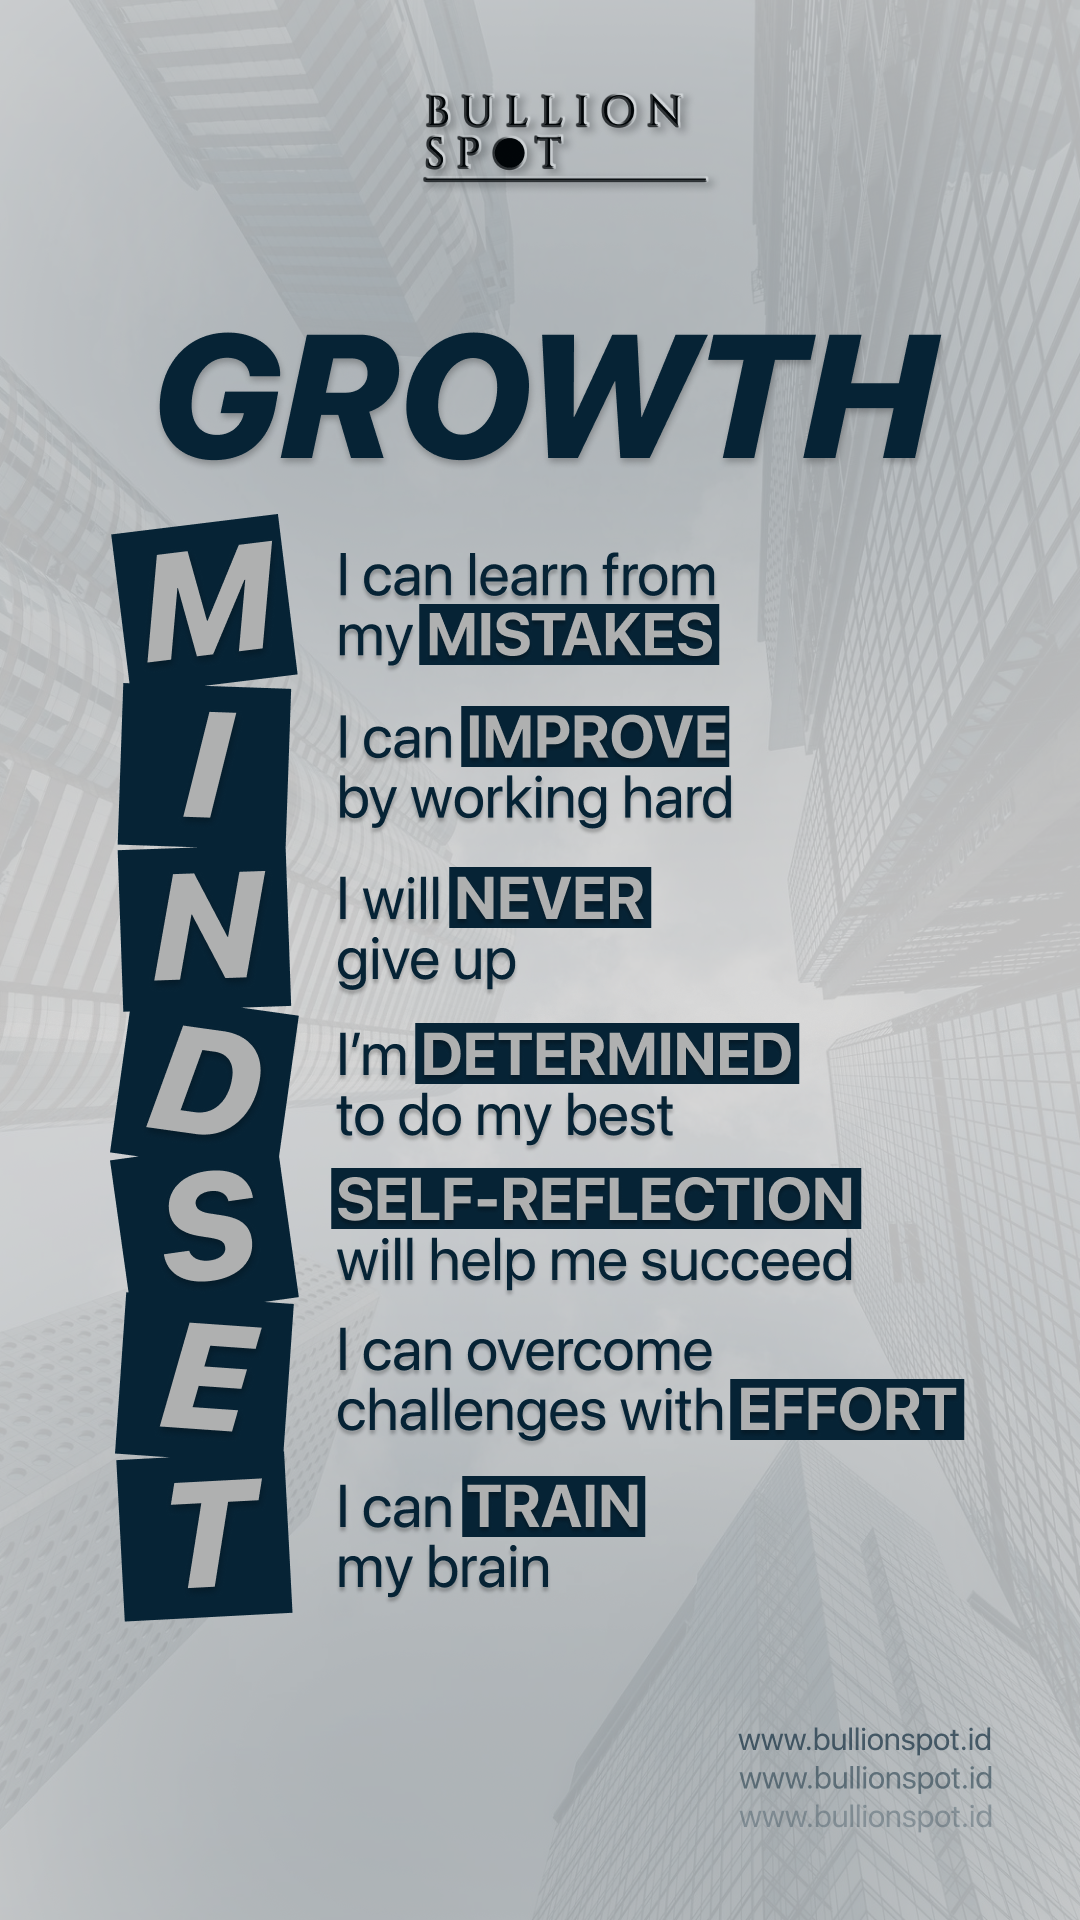 BULLION
SPOT
GROWTH
M
I can learn from
my MISTAKES
I
I can IMPROVE
by working hard
N
I will NEVER
give up
D
I’m DETERMINED
to do my best
S
SELF-REFLECTION
will help me succeed
E
I can overcome
challenges with EFFORT
T
I can TRAIN
my brain
www.bullionspot.id
www.bullionspot.id
www.bullionspot.id